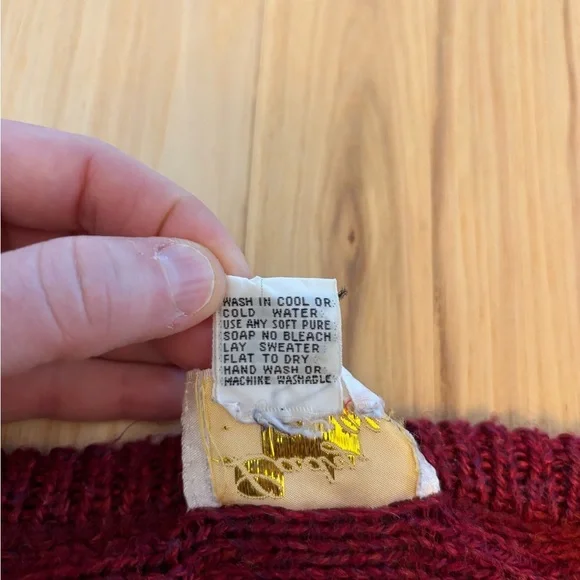 WASH IN COOL OR
COLD WATER
USE ANY SOFT PURE
SOAP NO BLEACH
LAY SWEATER
FLAT TO DRY
HAND WASH OR
MACHIKE WASHABLE